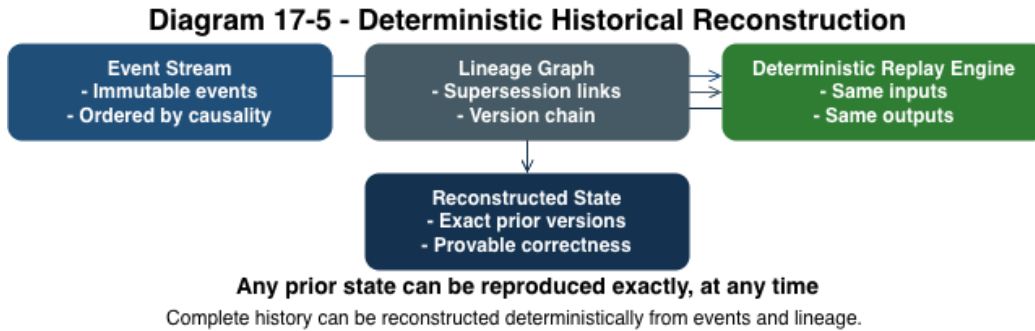 Diagram 17-5 - Deterministic Historical Reconstruction
Event Stream
- Immutable events
- Ordered by causality
Lineage Graph
- Supersession links
- Version chain
Deterministic Replay Engine
- Same inputs
- Same outputs
Reconstructed State
- Exact prior versions
- Provable correctness
Any prior state can be reproduced exactly, at any time
Complete history can be reconstructed deterministically from events and lineage.